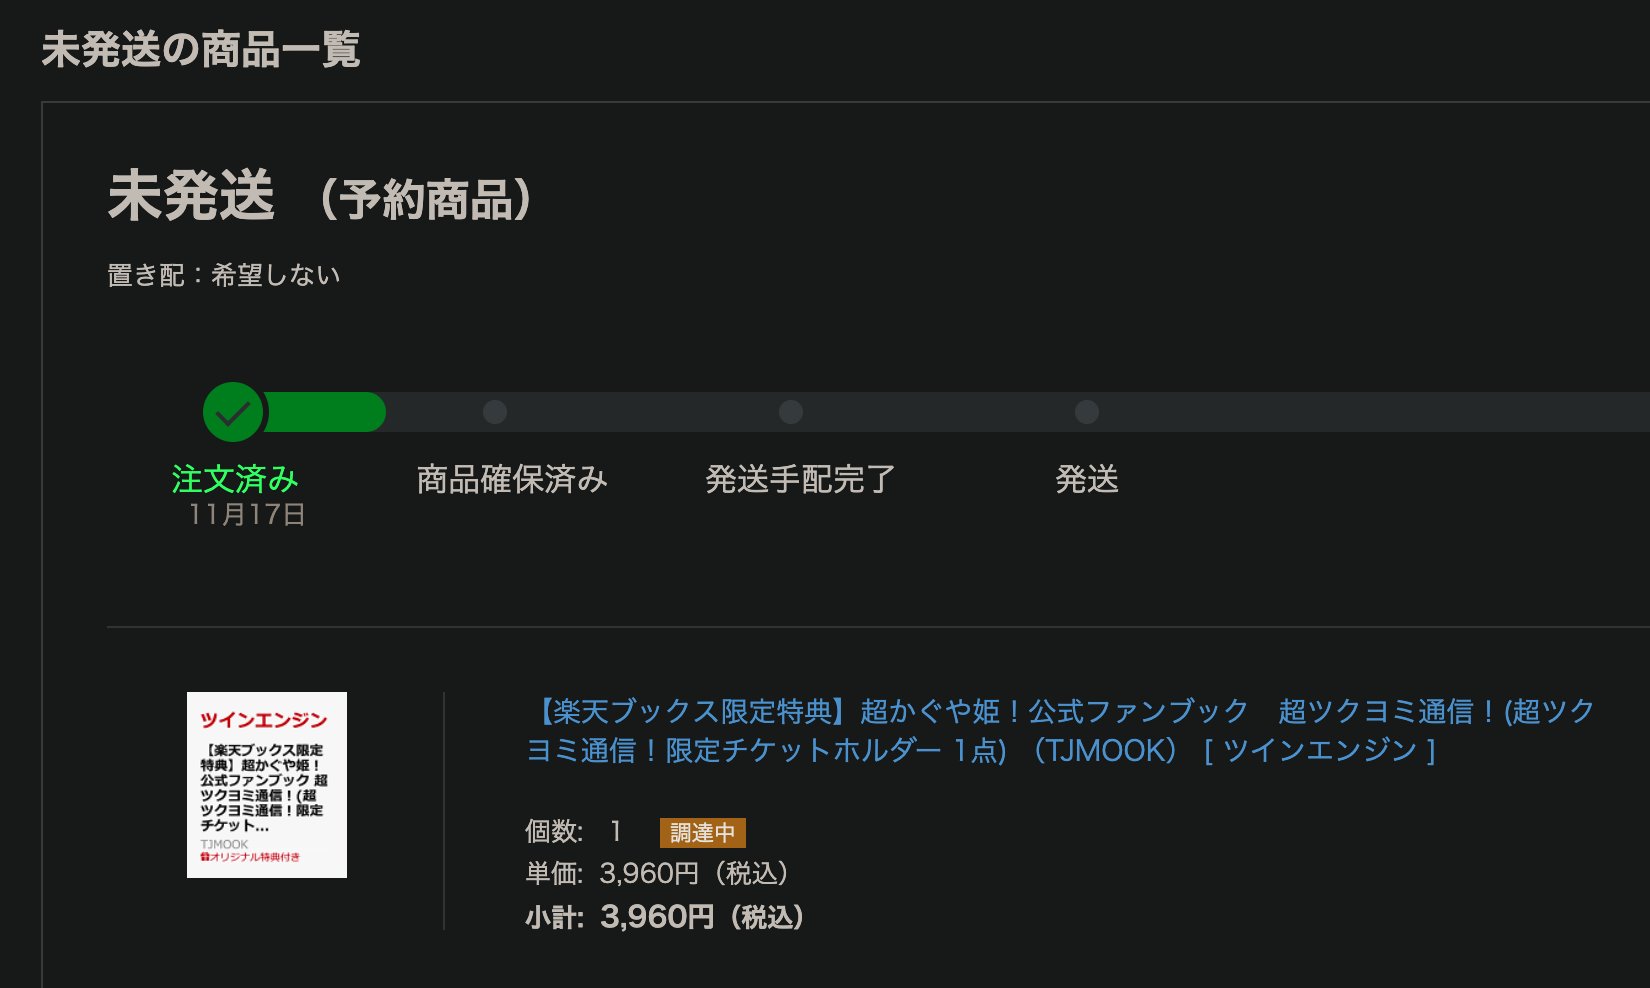 未発送の商品一覧
未発送 （予約商品）
置き配：希望しない
注文済み
11月17日
商品確保済み
発送手配完了
発送
ツインエンジン
【楽天ブックス限定
特典】超かぐや姫！
公式ファンブック 超
ツクヨミ通信！(超
ツクヨミ通信！限定
チケット...
TJMOOK
オリジナル特典付き
【楽天ブックス限定特典】超かぐや姫！公式ファンブック　超ツクヨミ通信！(超ツク
ヨミ通信！限定チケットホルダー 1点) （TJMOOK） [ ツインエンジン ]
個数: 1 調達中
単価: 3,960円（税込）
小計: 3,960円（税込）